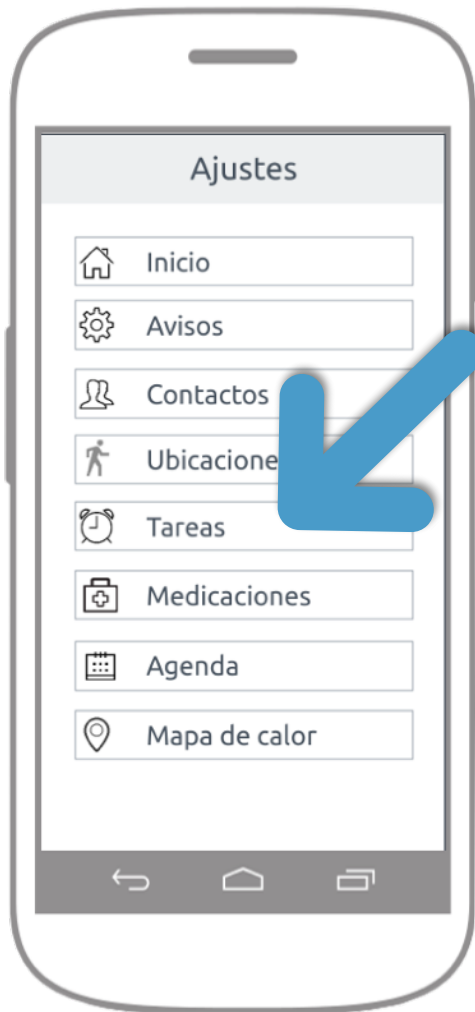 Ajustes
Inicio
Avisos
Contactos
Ubicacione
Tareas
Medicaciones
Agenda
Mapa de calor